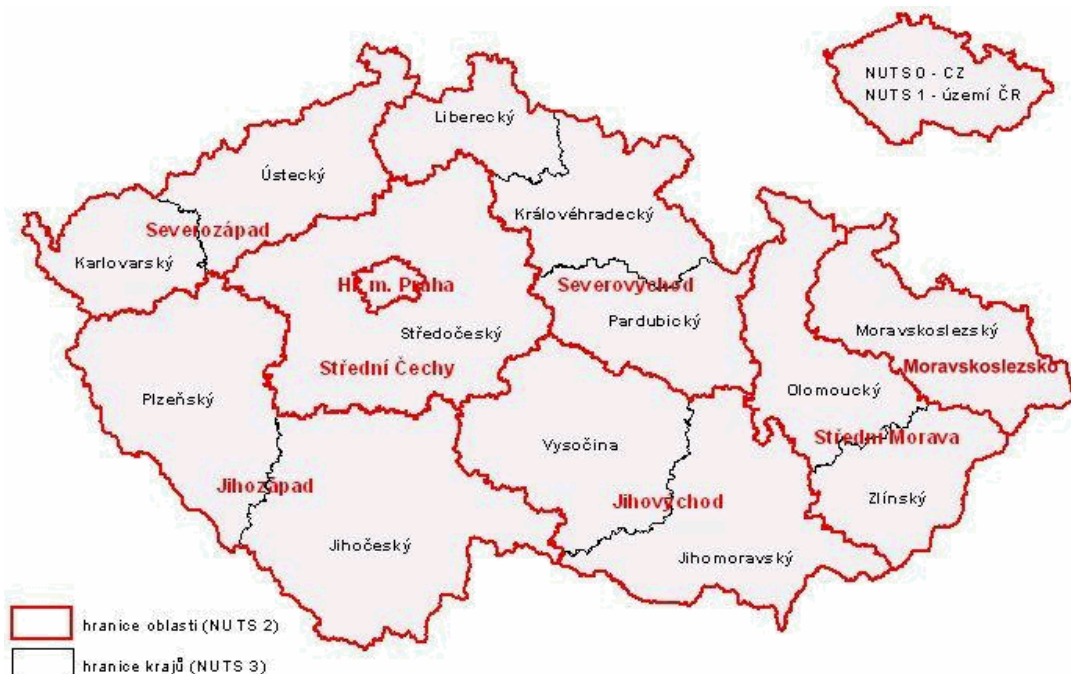 NUTS 0 - CZ
NUTS 1 - území ČR
Liberecký
Ústecký
Královéhradecký
Severozápad
Karlovarský
Hl. m. Praha
Severovýchod
Pardubický
Středočeský
Moravskoslezský
Střední Čechy
Moravskoslezsko
Plzeňský
Olomoucký
Střední Morava
Vysočina
Jihozápad
Jihovýchod
Zlínský
Jihočeský
Jihomoravský
hranice oblastí (NUTS 2)
hranice krajů (NUTS 3)